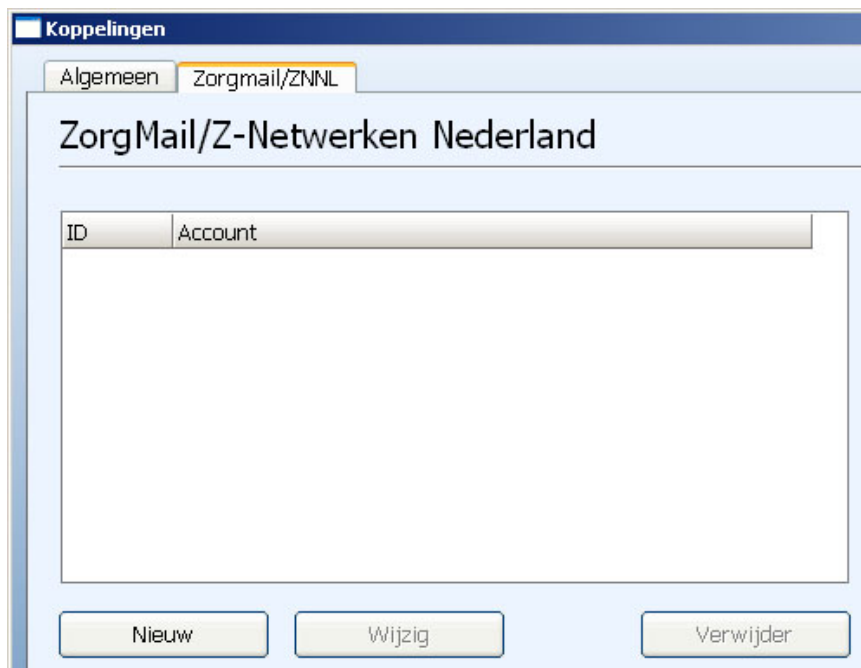 Koppelingen
Algemeen Zorgmail/ZNNL
ZorgMail/Z-Netwerken Nederland
ID Account
Nieuw Wijzig Verwijder